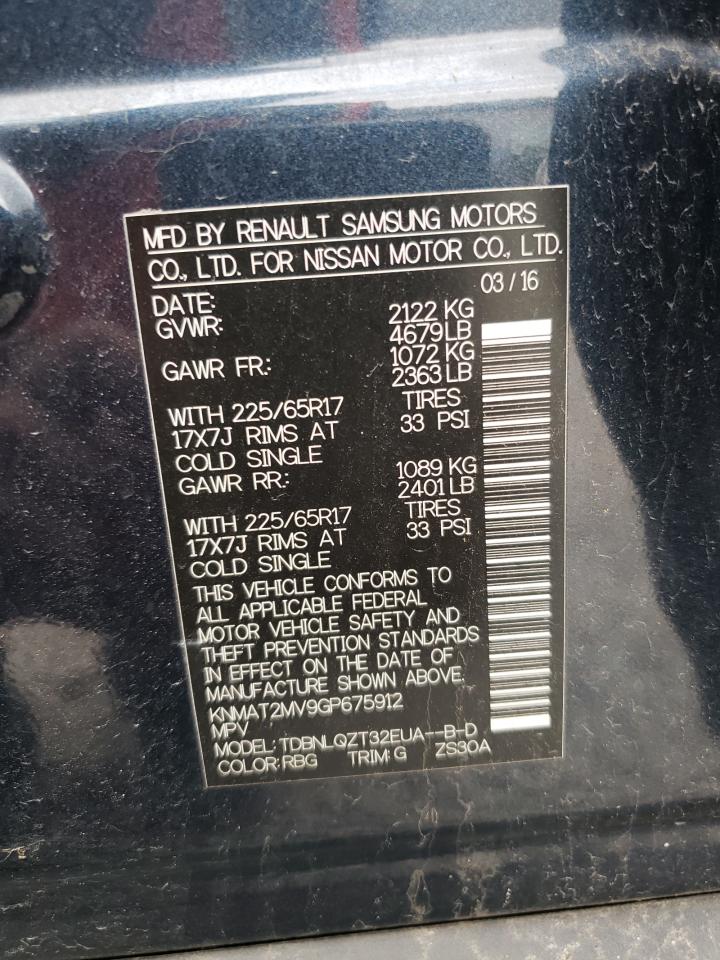 MFD BY RENAULT SAMSUNG MOTORS
CO., LTD. FOR NISSAN MOTOR CO., LTD.
DATE: 03/16
GVWR: 2122 KG
4679 LB
GAWR FR: 1072 KG
2363 LB
WITH 225/65R17 TIRES
17X7J RIMS AT 33 PSI
COLD SINGLE
GAWR RR: 1089 KG
2401 LB
WITH 225/65R17 TIRES
17X7J RIMS AT 33 PSI
COLD SINGLE
THIS VEHICLE CONFORMS TO
ALL APPLICABLE FEDERAL
MOTOR VEHICLE SAFETY AND
THEFT PREVENTION STANDARDS
IN EFFECT ON THE DATE OF
MANUFACTURE SHOWN ABOVE.
KNMAT2MV9GP675912
MPV
MODEL: TDBNLQZT32EUA--B-D
COLOR:RBG TRIM:G ZS30A